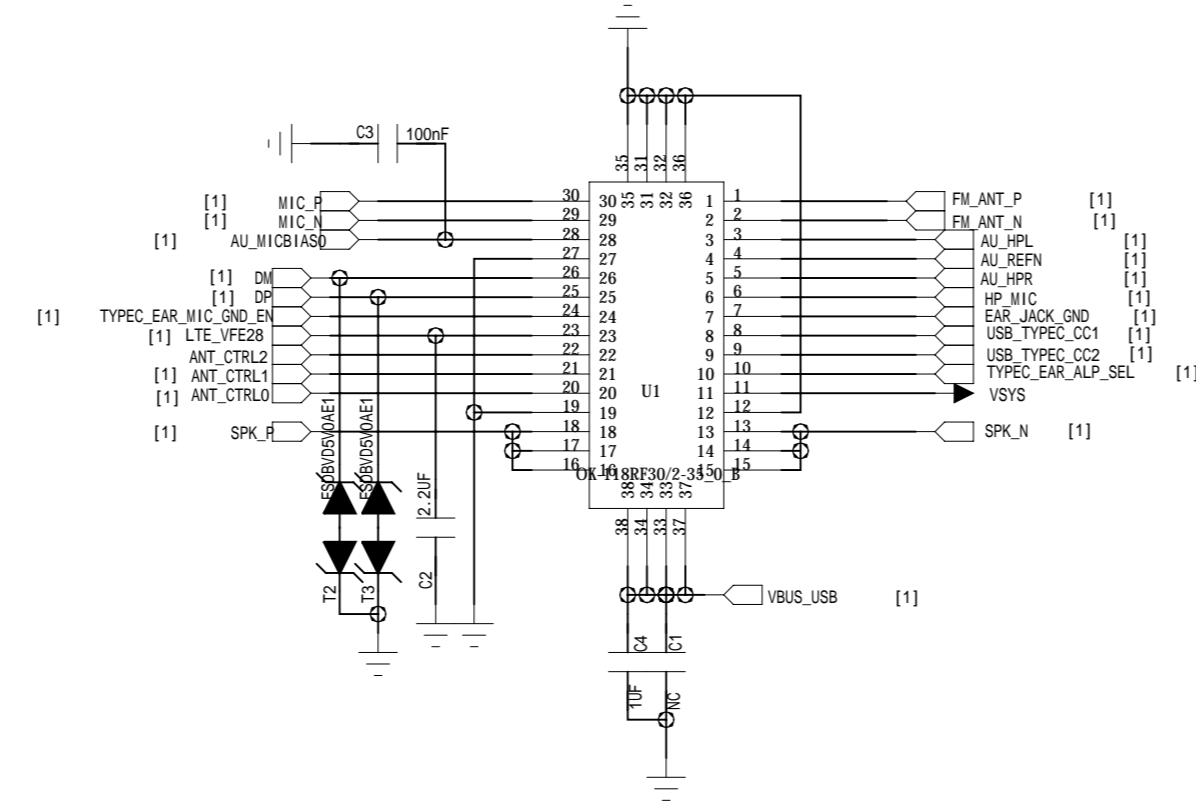 35 31 32 36
C3 100nF
[1] MIC_P 30 30 35 31 32 36 1 1 FM_ANT_P [1]
[1] MIC_N 29 29 2 2 FM_ANT_N [1]
[1] AU_MICBIAS0 28 28 3 3 AU_HPL [1]
27 27 4 4 AU_REFN [1]
[1] DM 26 26 5 5 AU_HPR [1]
[1] DP 25 25 6 6 HP_MIC [1]
[1] TYPEC_EAR_MIC_GND_EN 24 24 7 7 EAR_JACK_GND [1]
[1] LTE_VFE28 23 23 8 8 USB_TYPEC_CC1 [1]
ANT_CTRL2 22 22 9 9 USB_TYPEC_CC2 [1]
[1] ANT_CTRL1 21 21 10 10 TYPEC_EAR_ALP_SEL [1]
[1] ANT_CTRL0 20 20 U1 11 11 VSYS
19 19 12 12
[1] SPK_P 18 18 13 13 SPK_N [1]
17 17 14 14
16 16 15 15
ESDBVD5V0AE1 ESDBVD5V0AE1
2.2UF
38 34 33 37
38 34 33 37
T2 T3 C2
VBUS_USB [1]
C4 C1
1UF NC